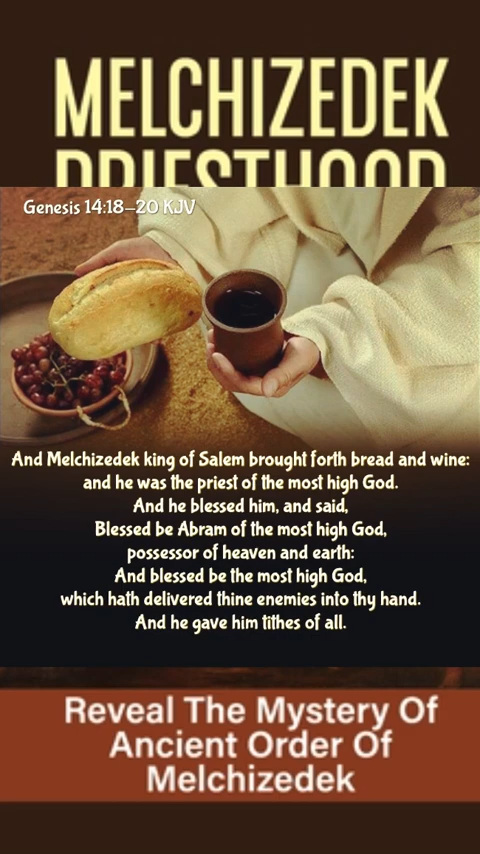 MELCHIZEDEK
PRIESTHOOD
Genesis 14:18–20 KJV
And Melchizedek king of Salem brought forth bread and wine:
and he was the priest of the most high God.
And he blessed him, and said,
Blessed be Abram of the most high God,
possessor of heaven and earth:
And blessed be the most high God,
which hath delivered thine enemies into thy hand.
And he gave him tithes of all.
Reveal The Mystery Of
Ancient Order Of
Melchizedek